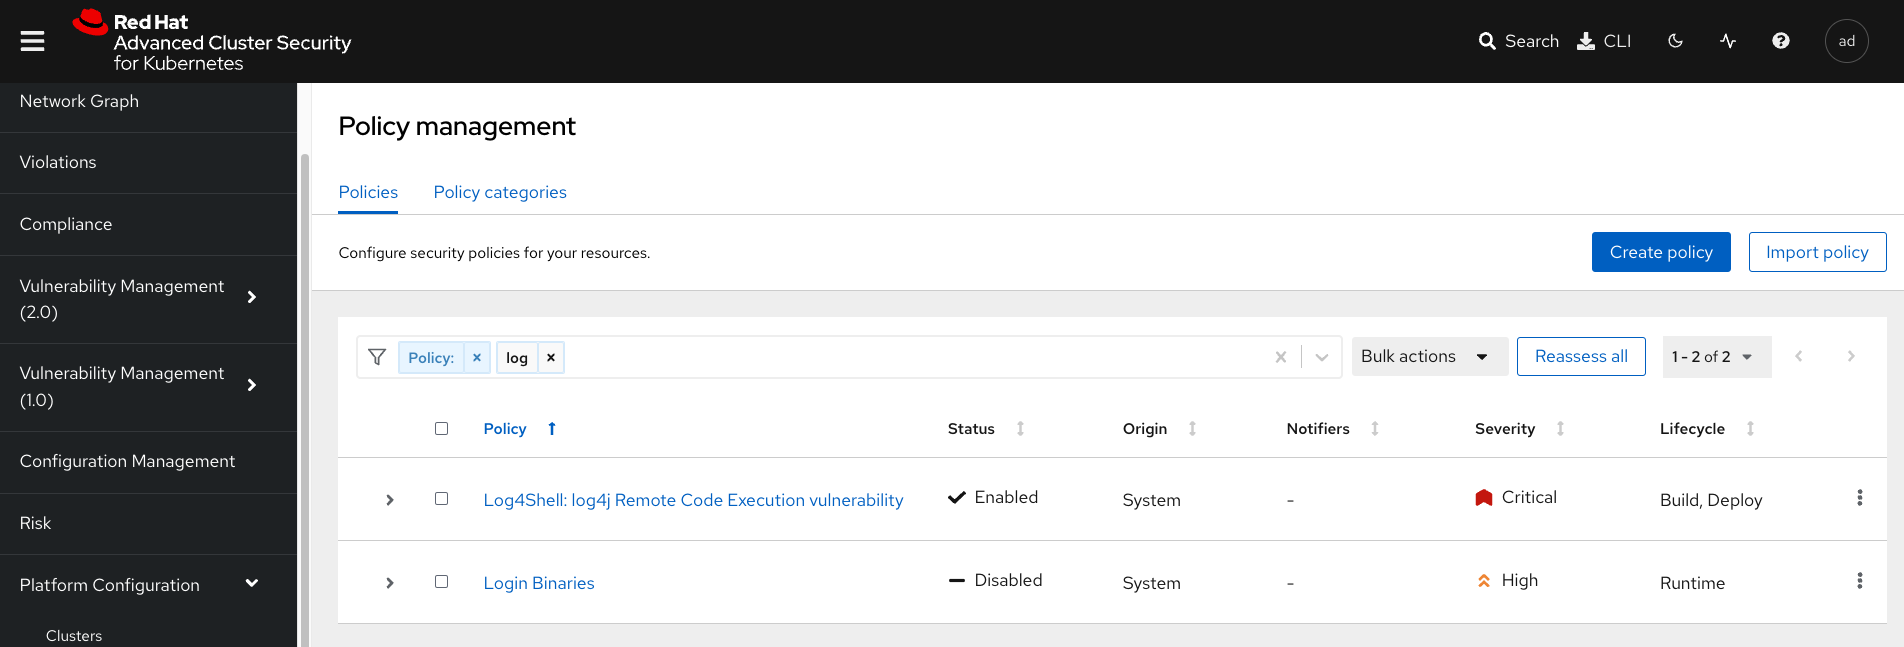 Red Hat
Advanced Cluster Security
for Kubernetes
Search
CLI
ad
Network Graph
Violations
Compliance
Vulnerability Management
(2.0)
Vulnerability Management
(1.0)
Configuration Management
Risk
Platform Configuration
Clusters
Policy management
Policies
Policy categories
Configure security policies for your resources.
Create policy
Import policy
Policy:
log
Bulk actions
Reassess all
1 - 2 of 2
Policy Status Origin Notifiers Severity Lifecycle
Log4Shell: log4j Remote Code Execution vulnerability Enabled System - Critical Build, Deploy
Login Binaries Disabled System - High Runtime